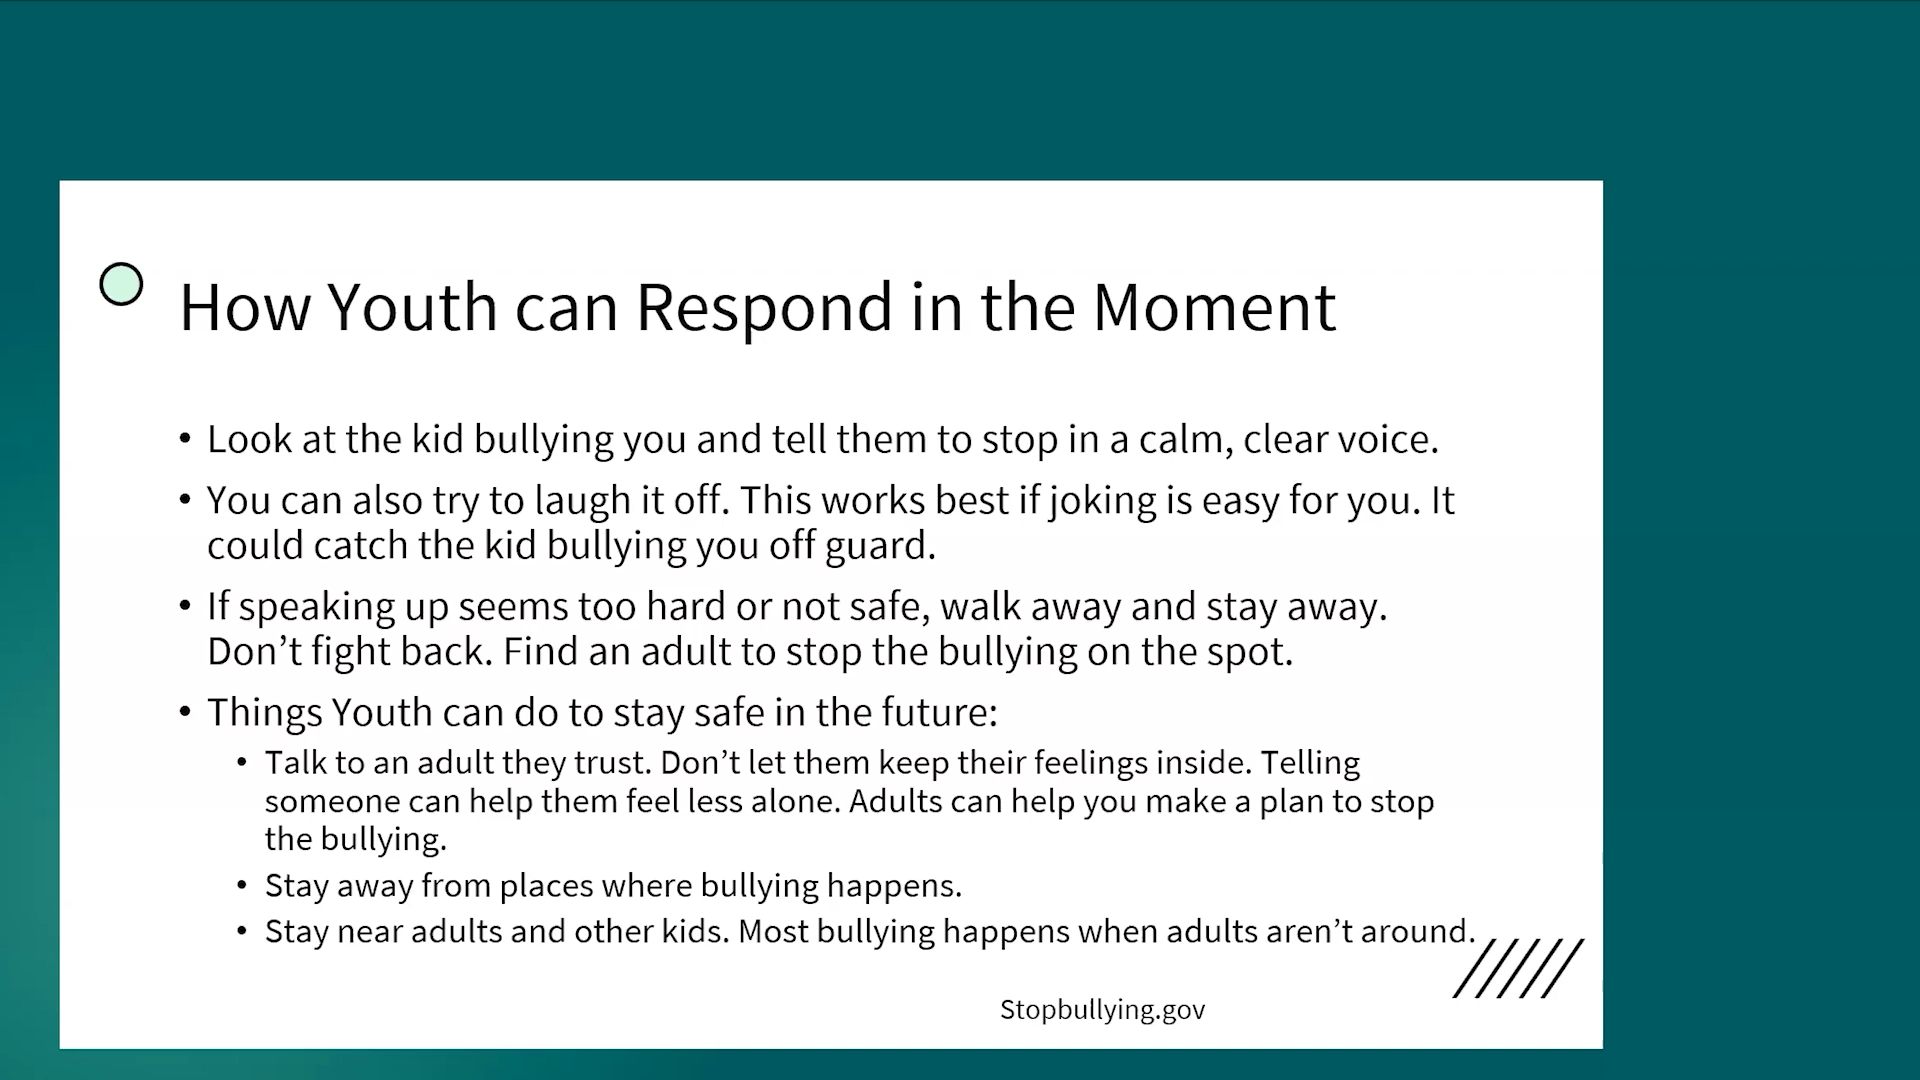 How Youth can Respond in the Moment
• Look at the kid bullying you and tell them to stop in a calm, clear voice.
• You can also try to laugh it off. This works best if joking is easy for you. It
could catch the kid bullying you off guard.
• If speaking up seems too hard or not safe, walk away and stay away.
Don’t fight back. Find an adult to stop the bullying on the spot.
• Things Youth can do to stay safe in the future:
• Talk to an adult they trust. Don’t let them keep their feelings inside. Telling
someone can help them feel less alone. Adults can help you make a plan to stop
the bullying.
• Stay away from places where bullying happens.
• Stay near adults and other kids. Most bullying happens when adults aren’t around.
Stopbullying.gov